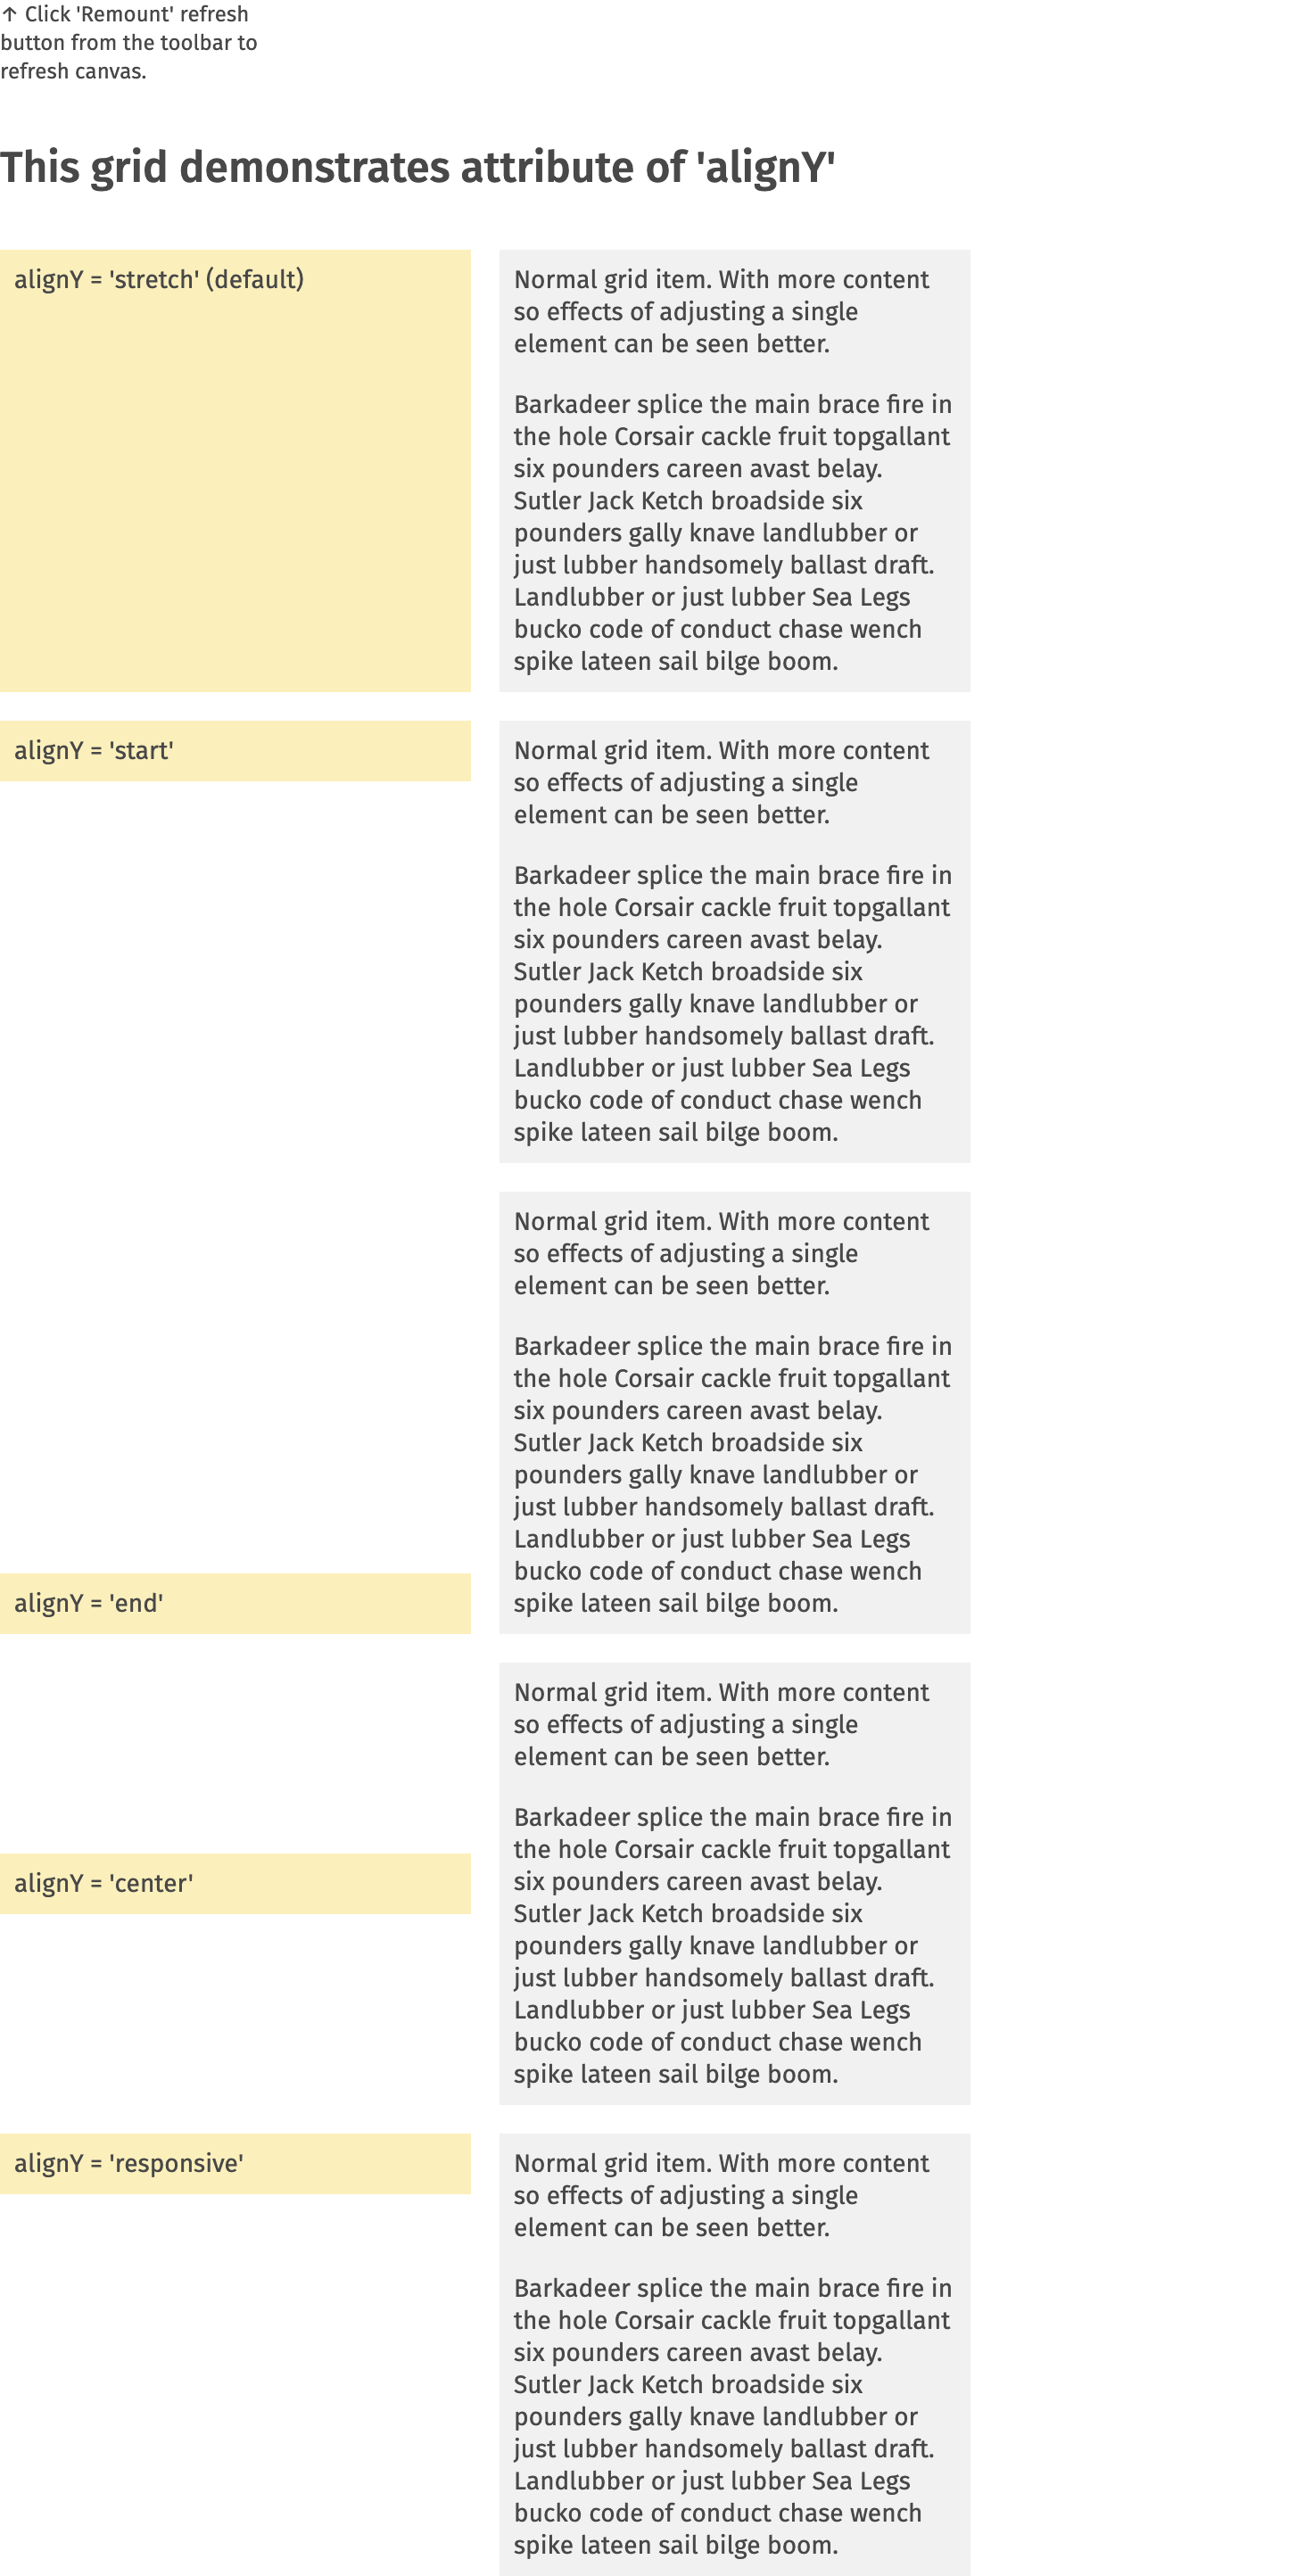 ↑ Click 'Remount' refresh
button from the toolbar to
refresh canvas.
This grid demonstrates attribute of 'alignY'
alignY = 'stretch' (default)
Normal grid item. With more content
so effects of adjusting a single
element can be seen better.
Barkadeer splice the main brace fire in
the hole Corsair cackle fruit topgallant
six pounders careen avast belay.
Sutler Jack Ketch broadside six
pounders gally knave landlubber or
just lubber handsomely ballast draft.
Landlubber or just lubber Sea Legs
bucko code of conduct chase wench
spike lateen sail bilge boom.
alignY = 'start'
Normal grid item. With more content
so effects of adjusting a single
element can be seen better.
Barkadeer splice the main brace fire in
the hole Corsair cackle fruit topgallant
six pounders careen avast belay.
Sutler Jack Ketch broadside six
pounders gally knave landlubber or
just lubber handsomely ballast draft.
Landlubber or just lubber Sea Legs
bucko code of conduct chase wench
spike lateen sail bilge boom.
alignY = 'end'
Normal grid item. With more content
so effects of adjusting a single
element can be seen better.
Barkadeer splice the main brace fire in
the hole Corsair cackle fruit topgallant
six pounders careen avast belay.
Sutler Jack Ketch broadside six
pounders gally knave landlubber or
just lubber handsomely ballast draft.
Landlubber or just lubber Sea Legs
bucko code of conduct chase wench
spike lateen sail bilge boom.
alignY = 'center'
Normal grid item. With more content
so effects of adjusting a single
element can be seen better.
Barkadeer splice the main brace fire in
the hole Corsair cackle fruit topgallant
six pounders careen avast belay.
Sutler Jack Ketch broadside six
pounders gally knave landlubber or
just lubber handsomely ballast draft.
Landlubber or just lubber Sea Legs
bucko code of conduct chase wench
spike lateen sail bilge boom.
alignY = 'responsive'
Normal grid item. With more content
so effects of adjusting a single
element can be seen better.
Barkadeer splice the main brace fire in
the hole Corsair cackle fruit topgallant
six pounders careen avast belay.
Sutler Jack Ketch broadside six
pounders gally knave landlubber or
just lubber handsomely ballast draft.
Landlubber or just lubber Sea Legs
bucko code of conduct chase wench
spike lateen sail bilge boom.